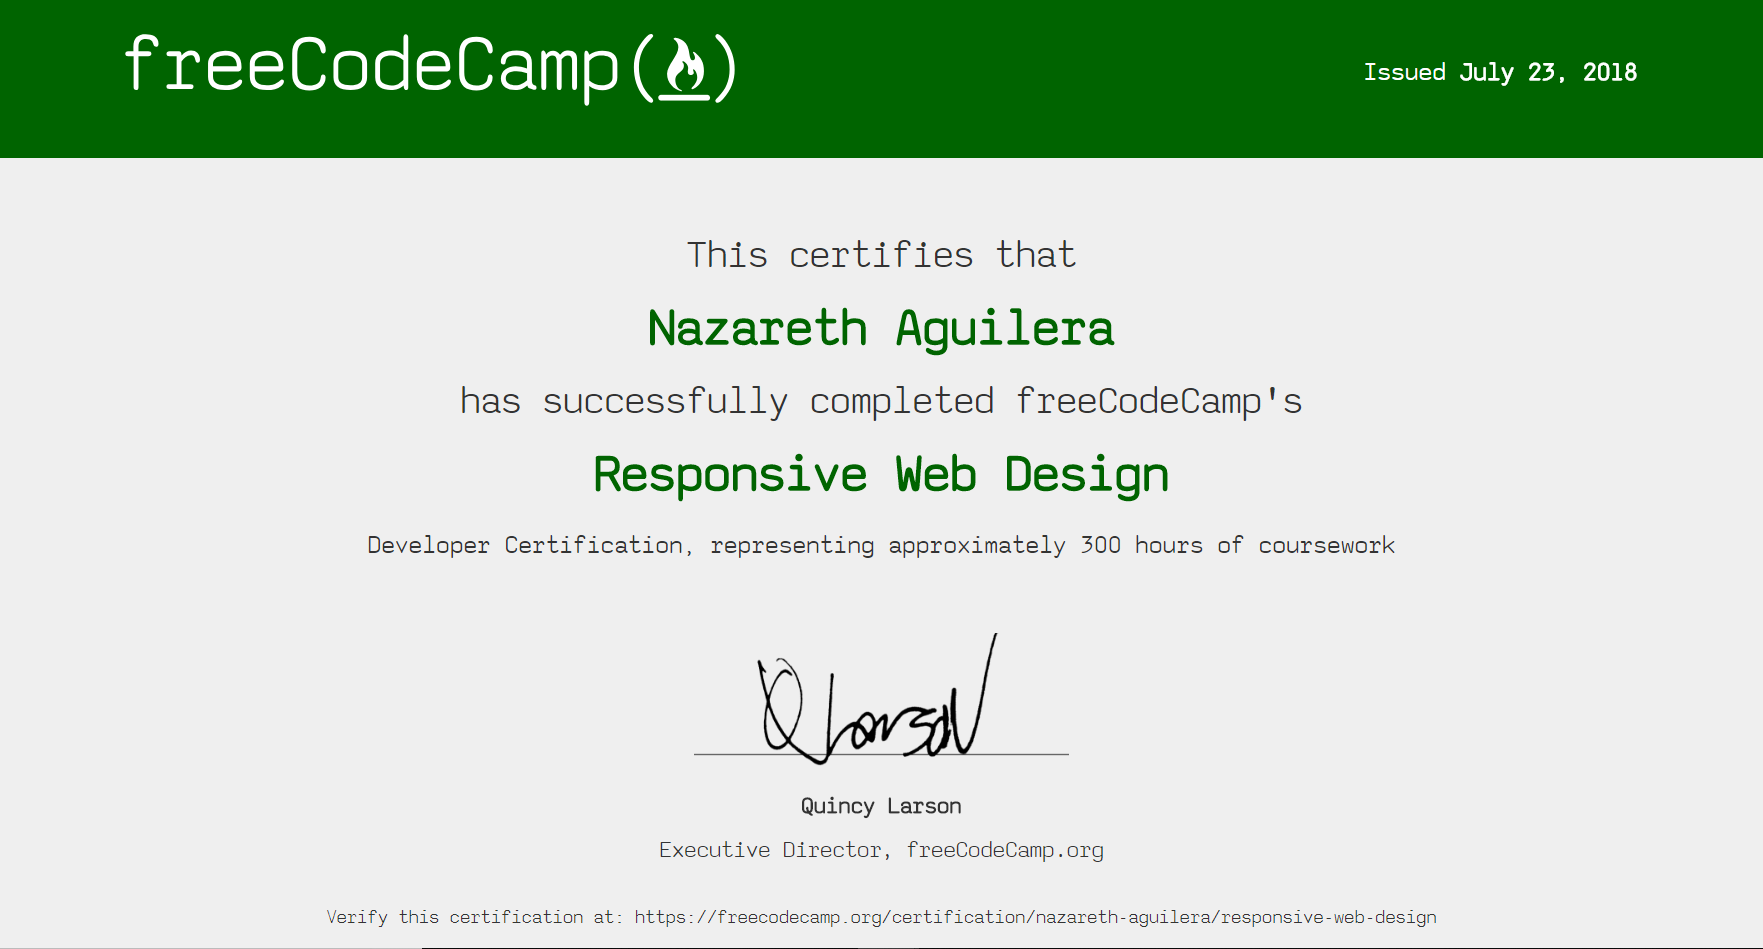 freeCodeCamp()
Issued July 23, 2018
This certifies that
Nazareth Aguilera
has successfully completed freeCodeCamp's
Responsive Web Design
Developer Certification, representing approximately 300 hours of coursework
Q Larson
Quincy Larson
Executive Director, freeCodeCamp.org
Verify this certification at: https://freecodecamp.org/certification/nazareth-aguilera/responsive-web-design